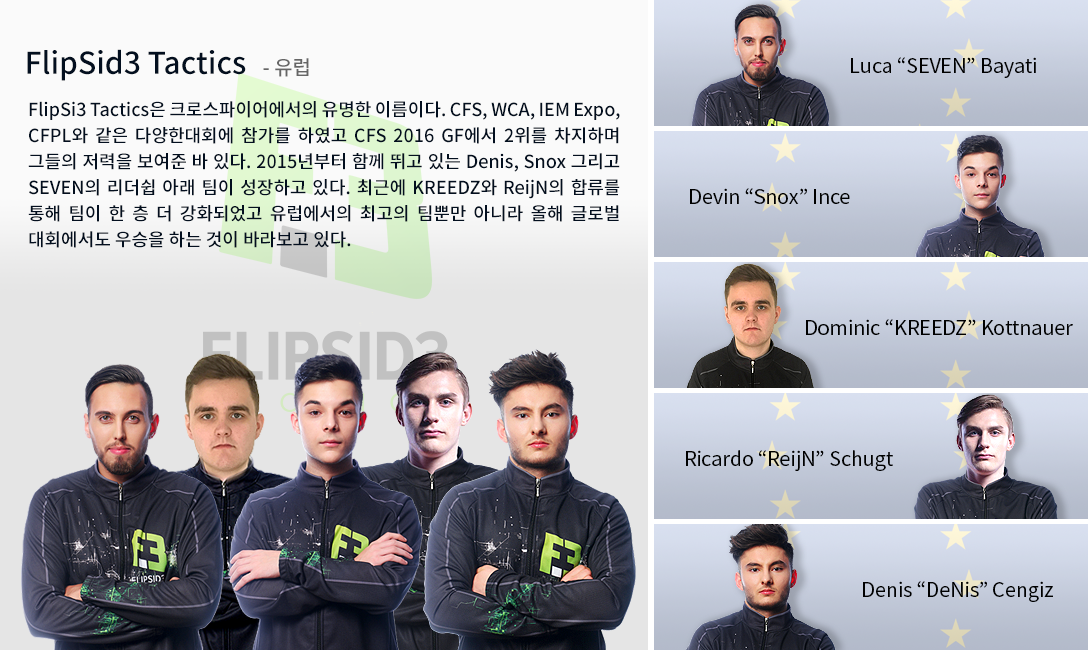 FlipSid3 Tactics - 유럽
FlipSi3 Tactics은 크로스파이어에서의 유명한 이름이다. CFS, WCA, IEM Expo,
CFPL와 같은 다양한대회에 참가를 하였고 CFS 2016 GF에서 2위를 차지하며
그들의 저력을 보여준 바 있다. 2015년부터 함께 뛰고 있는 Denis, Snox 그리고
SEVEN의 리더쉽 아래 팀이 성장하고 있다. 최근에 KREEDZ와 ReijN의 합류를
통해 팀이 한 층 더 강화되었고 유럽에서의 최고의 팀뿐만 아니라 올해 글로벌
대회에서도 우승을 하는 것이 바라보고 있다.
FLIPSID3
F3
FLIPSID3
F3
F3
Luca “SEVEN” Bayati
Devin “Snox” Ince
Dominic “KREEDZ” Kottnauer
Ricardo “ReijN” Schugt
Denis “DeNis” Cengiz